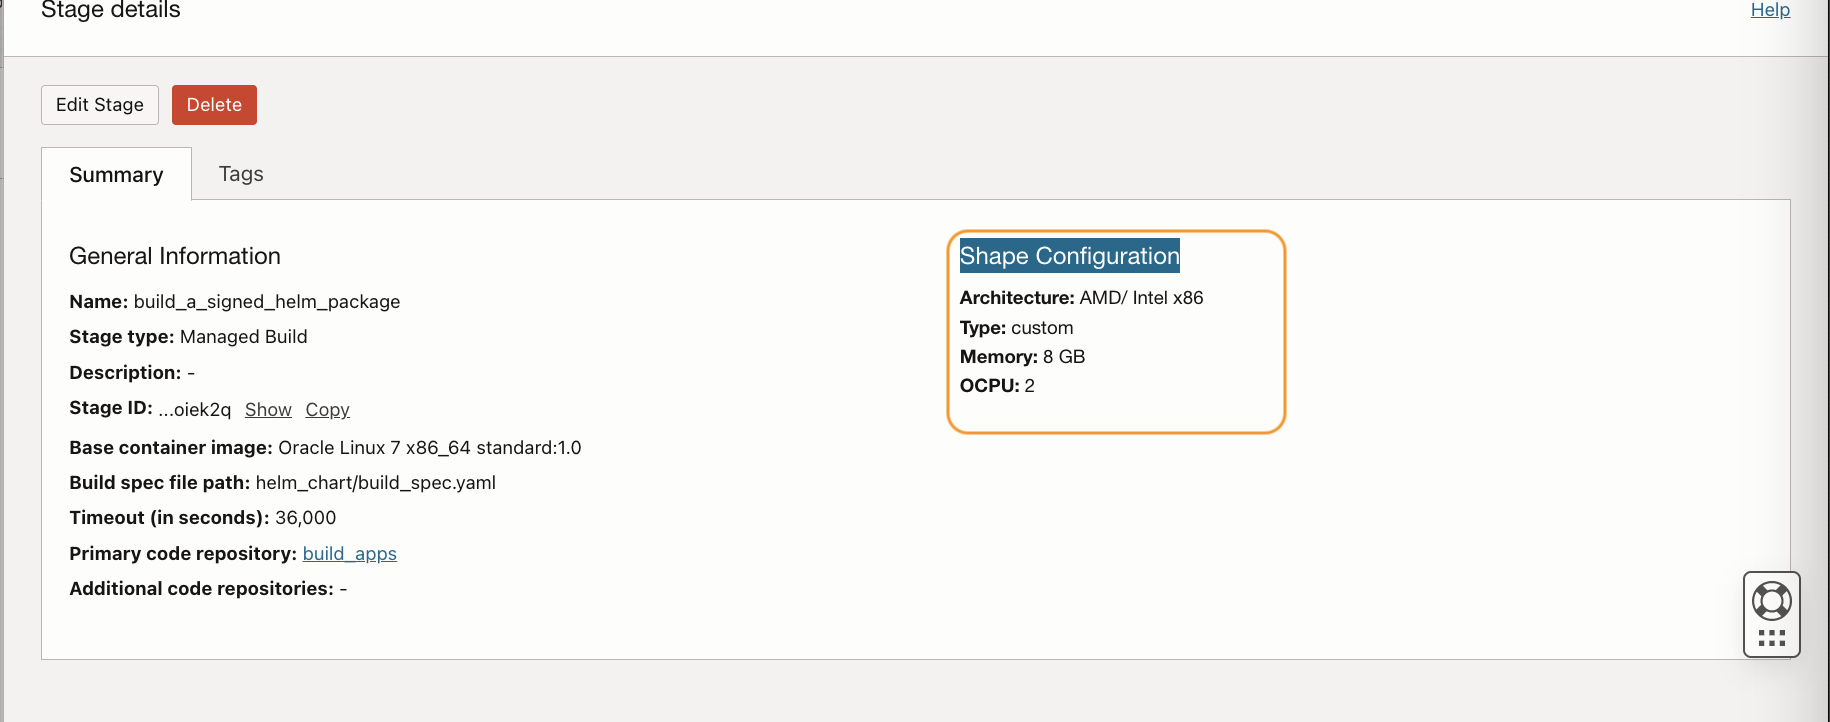 Stage details
Help
Edit Stage
Delete
Summary
Tags
General Information
Name: build_a_signed_helm_package
Stage type: Managed Build
Description: -
Stage ID: ...oiek2q Show Copy
Base container image: Oracle Linux 7 x86_64 standard:1.0
Build spec file path: helm_chart/build_spec.yaml
Timeout (in seconds): 36,000
Primary code repository: build_apps
Additional code repositories: -
Shape Configuration
Architecture: AMD/ Intel x86
Type: custom
Memory: 8 GB
OCPU: 2